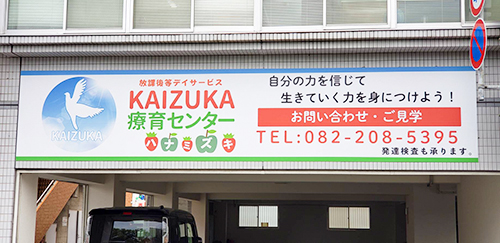 放課後等デイサービス
KAIZUKA
療育センター
ハナミズキ
KAIZUKA
自分の力を信じて
生きていく力を身につけよう！
お問い合わせ・ご見学
TEL:082-208-5395
発達検査も承ります。